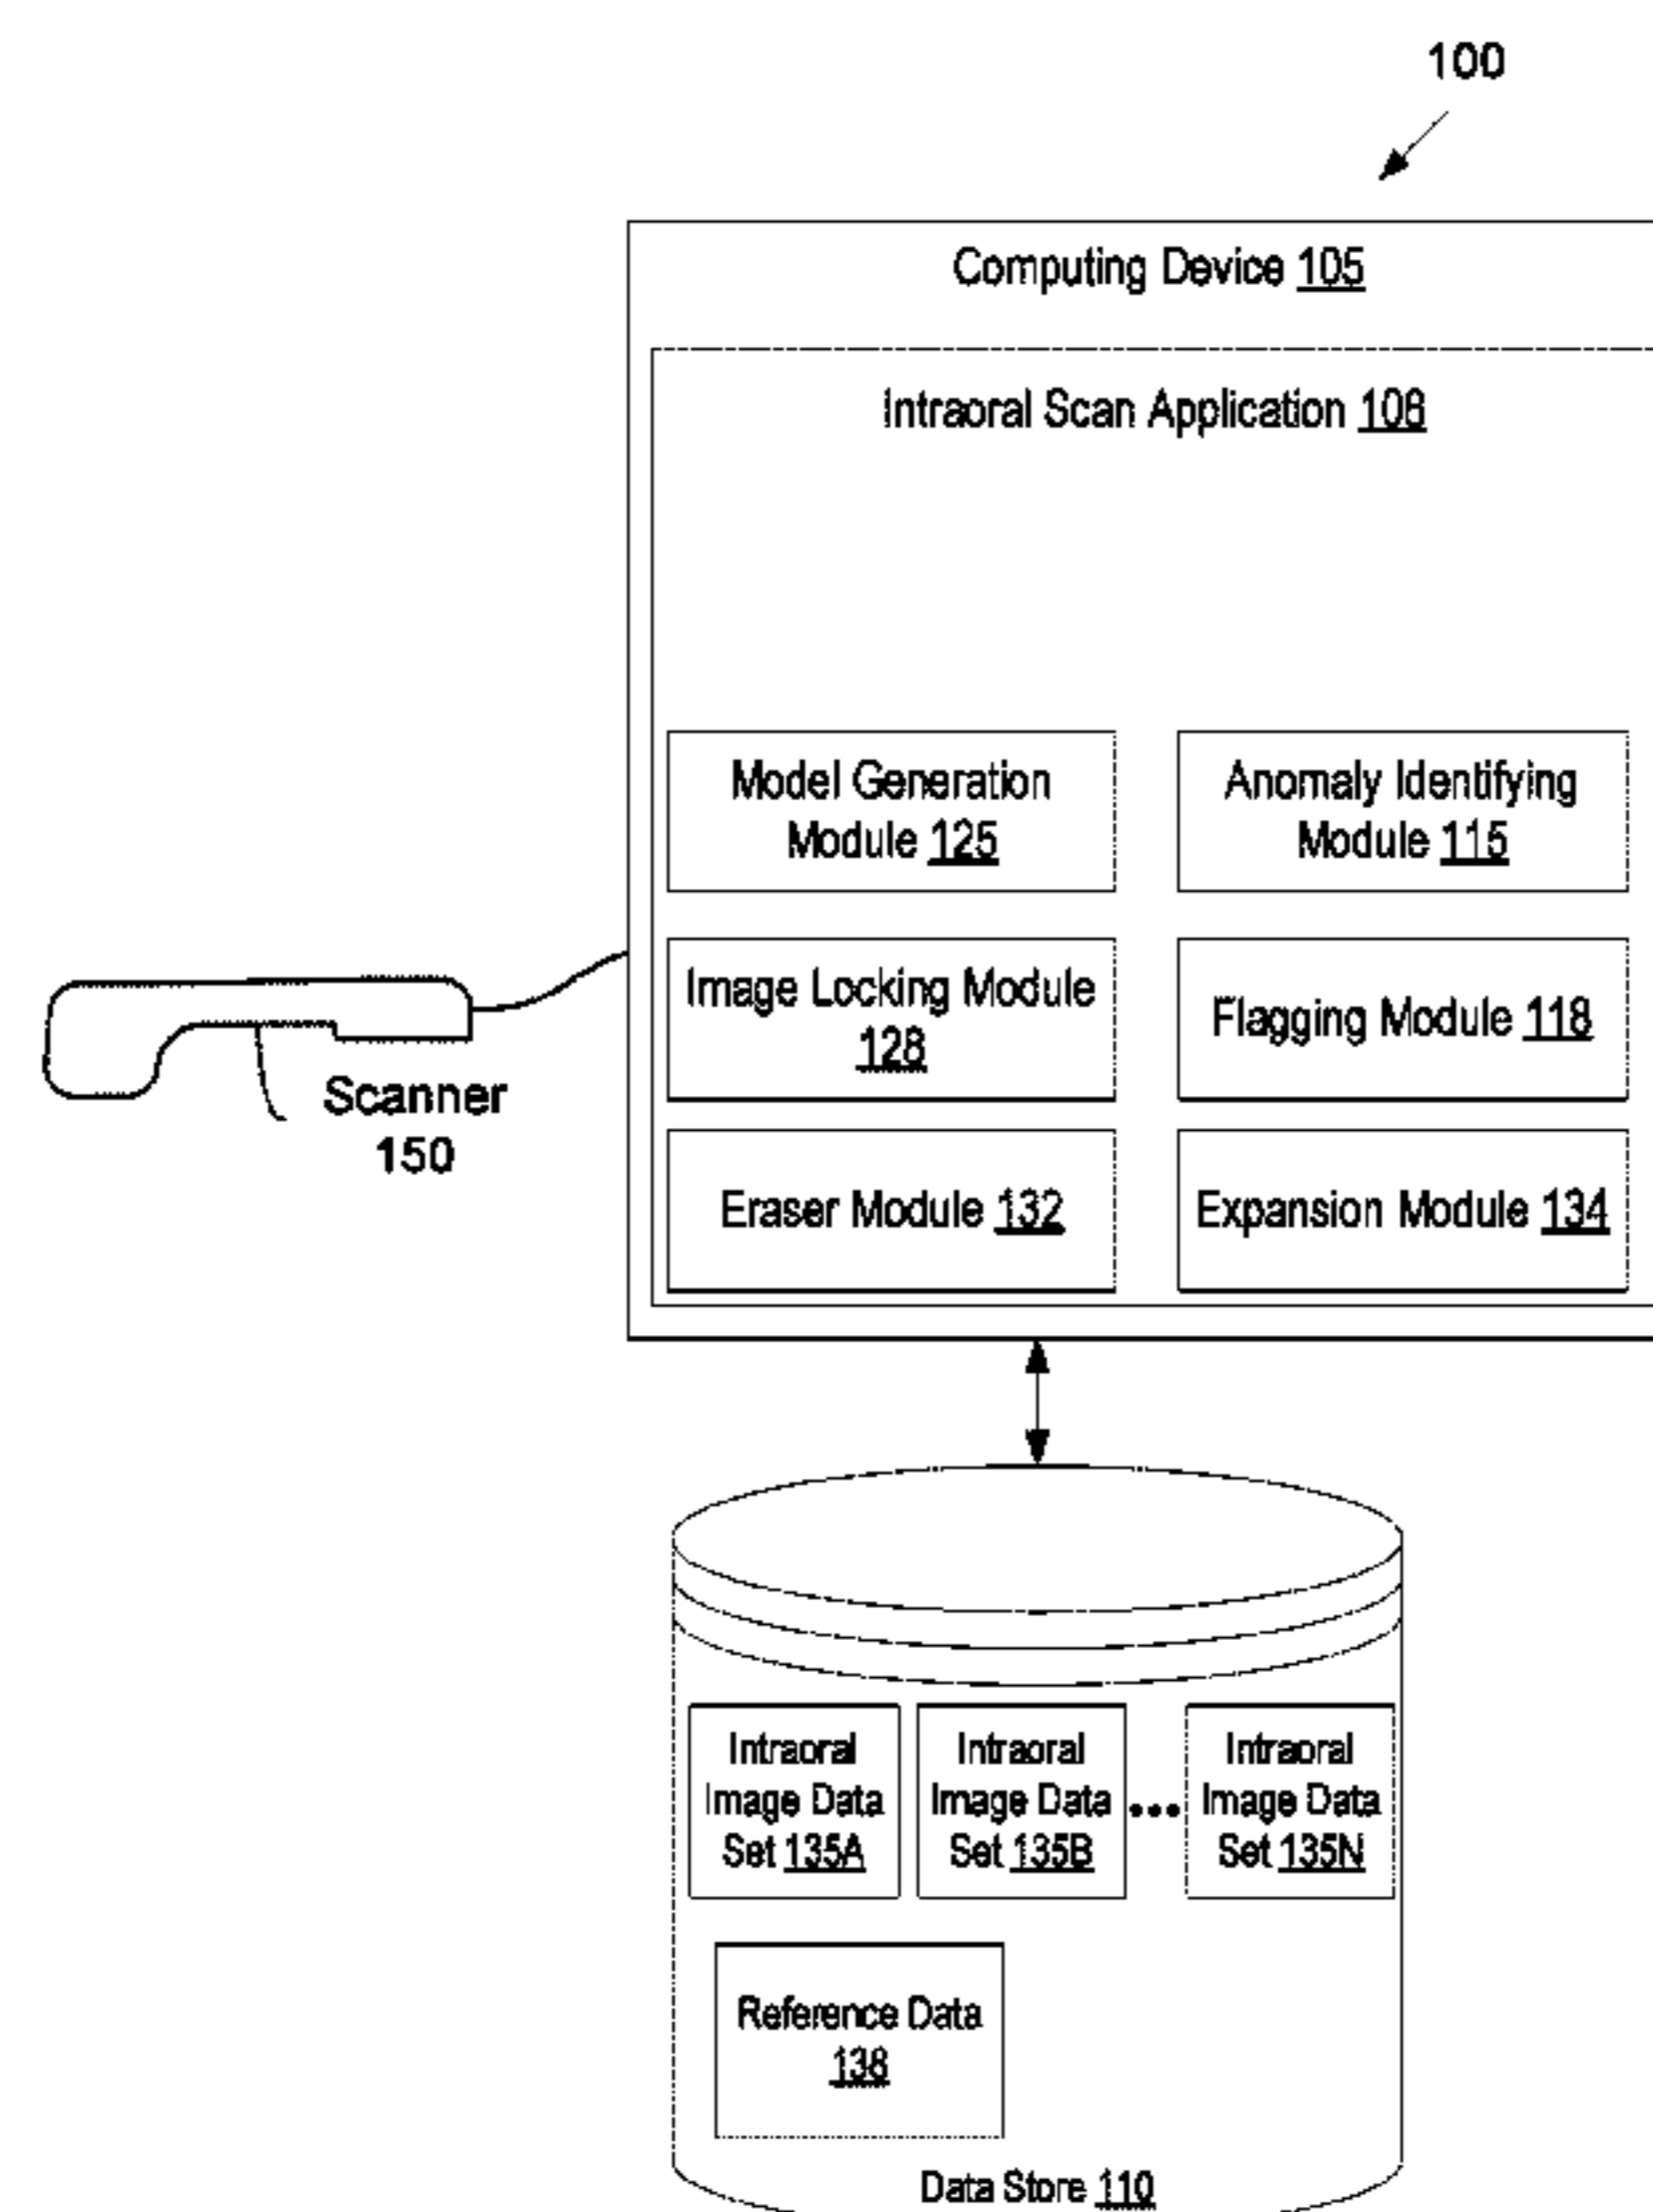 100
Computing Device 105
Intraoral Scan Application 108
Model Generation
Module 125
Anomaly Identifying
Module 115
Image Locking Module
128
Flagging Module 118
Scanner
150
Eraser Module 132
Expansion Module 134
Intraoral
Image Data
Set 135A
Intraoral
Image Data
Set 135B
•••
Intraoral
Image Data
Set 135N
Reference Data
138
Data Store 110